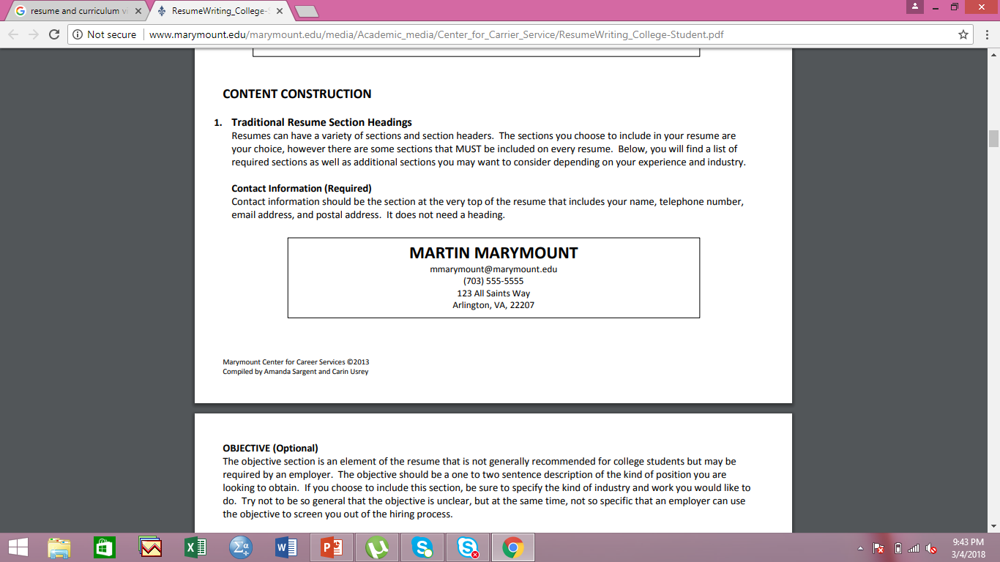 resume and curriculum vi
ResumeWriting_College-S
Not secure
www.marymount.edu/marymount.edu/media/Academic_media/Center_for_Carrier_Service/ResumeWriting_College-Student.pdf
CONTENT CONSTRUCTION
1. Traditional Resume Section Headings
Resumes can have a variety of sections and section headers. The sections you choose to include in your resume are
your choice, however there are some sections that MUST be included on every resume. Below, you will find a list of
required sections as well as additional sections you may want to consider depending on your experience and industry.
Contact Information (Required)
Contact information should be the section at the very top of the resume that includes your name, telephone number,
email address, and postal address. It does not need a heading.
MARTIN MARYMOUNT
mmarymount@marymount.edu
(703) 555-5555
123 All Saints Way
Arlington, VA, 22207
Marymount Center for Career Services ©2013
Compiled by Amanda Sargent and Carin Usrey
OBJECTIVE (Optional)
The objective section is an element of the resume that is not generally recommended for college students but may be
required by an employer. The objective should be a one to two sentence description of the kind of position you are
looking to obtain. If you choose to include this section, be sure to specify the kind of industry and work you would like to
do. Try not to be so general that the objective is unclear, but at the same time, not so specific that an employer can use
the objective to screen you out of the hiring process.
9:43 PM
3/4/2018